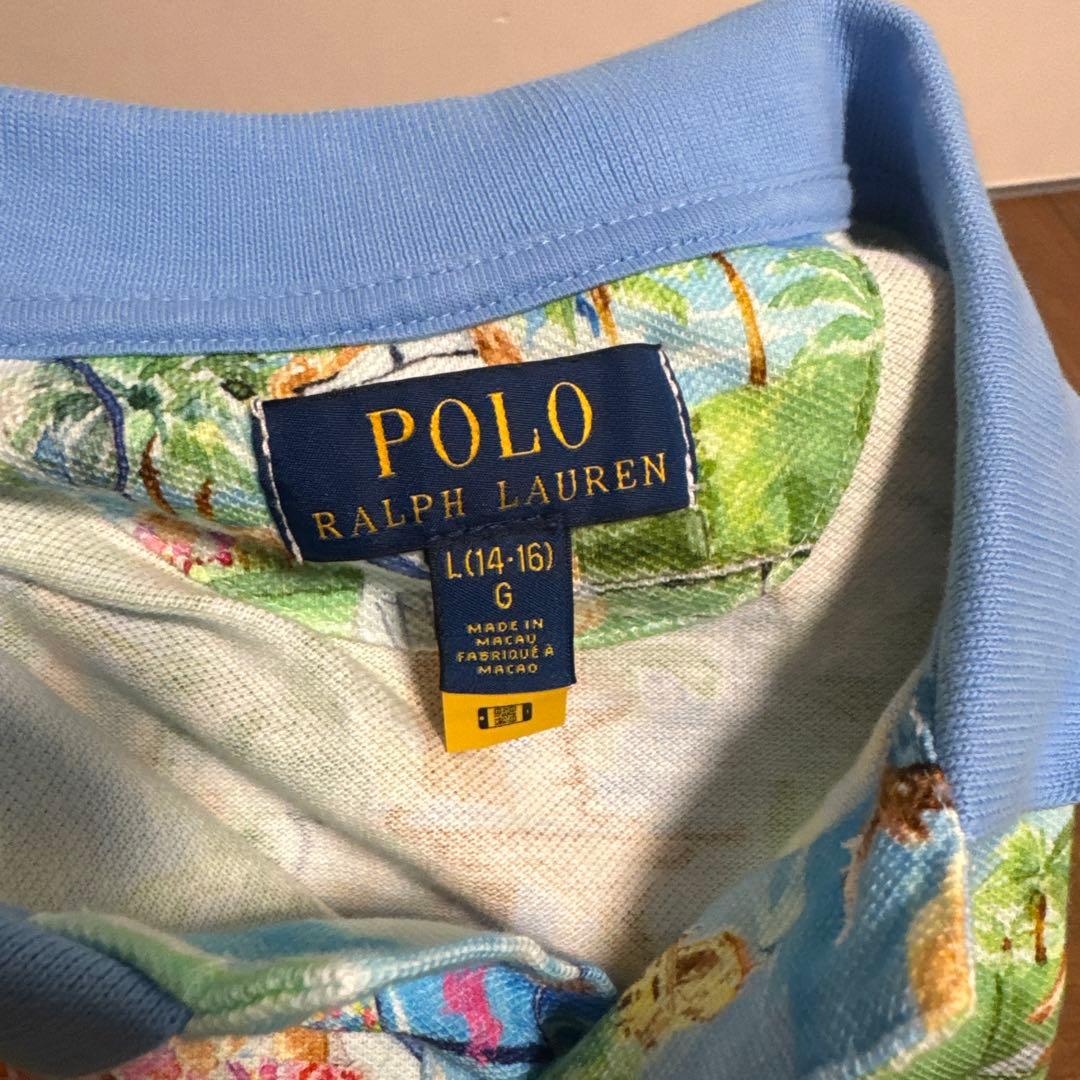 POLO
RALPH LAUREN
L(14-16)
G
MADE IN
MACAU
FABRIQUÉ À
MACAO